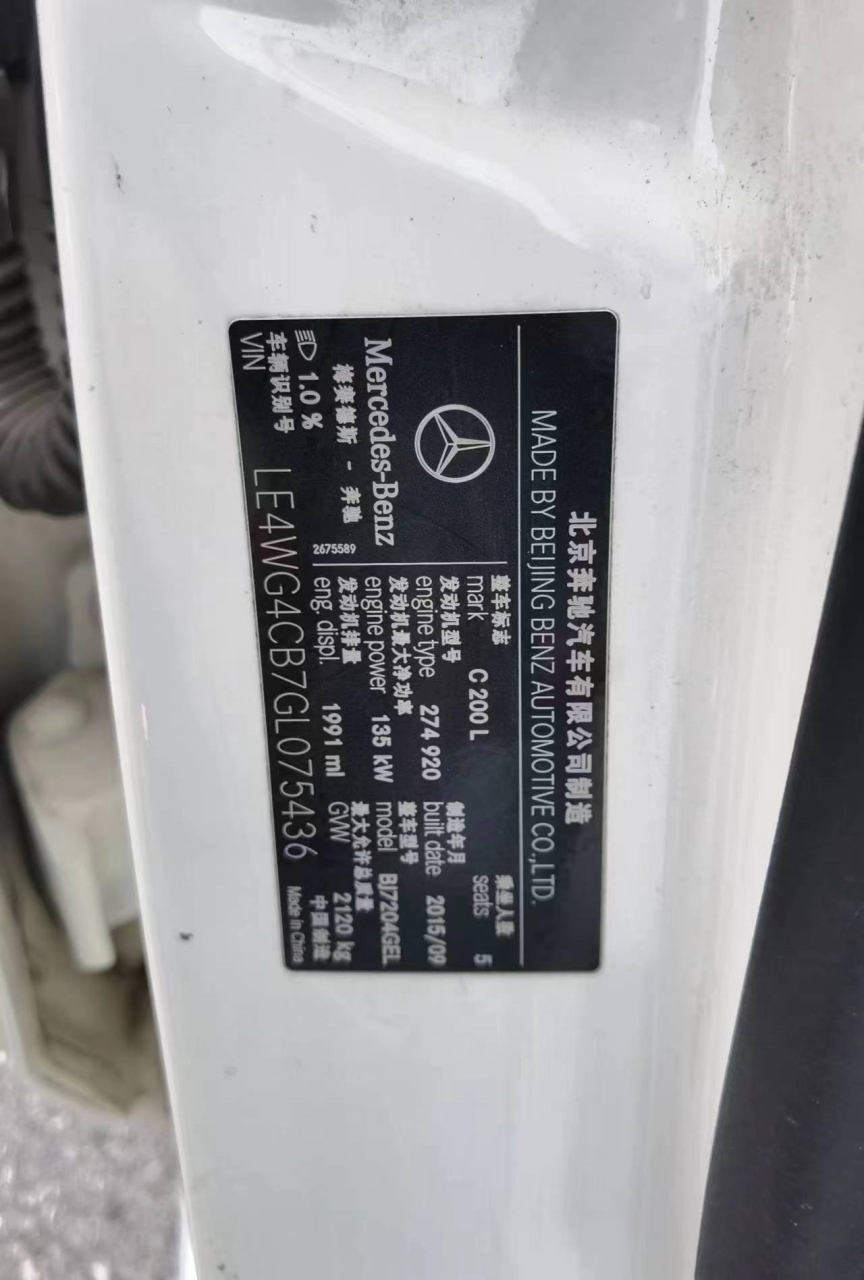 北京奔驰汽车有限公司制造
MADE BY BEIJING BENZ AUTOMOTIVE CO.,LTD.
整车标志
mark C 200 L
乘坐人数
seats 5
发动机型号
engine type 274 920
制造年月
built date 2015/09
发动机最大净功率
engine power 135 kW
整车型号
model BJ7204GEL
发动机排量
eng. displ. 1991 ml
最大允许总质量
GVW 2120 kg
Mercedes-Benz
梅赛德斯 - 奔驰
2675589
1.0 %
车辆识别号
VIN LE4WG4CB7GL075436
中国制造
Made In China